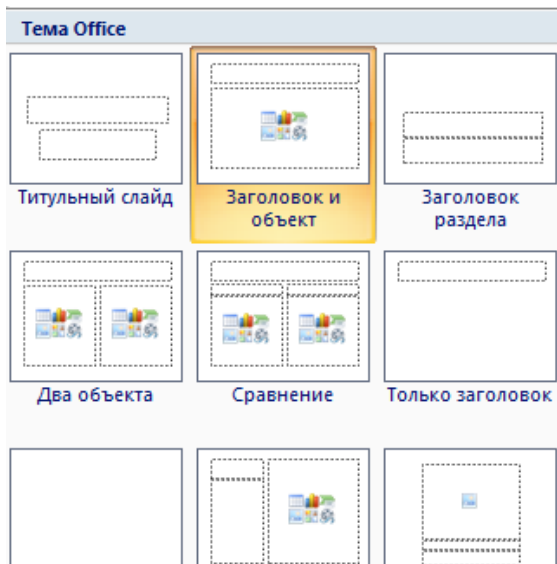 Тема Office
Титульный слайд
Заголовок и
объект
Заголовок
раздела
Два объекта
Сравнение
Только заголовок